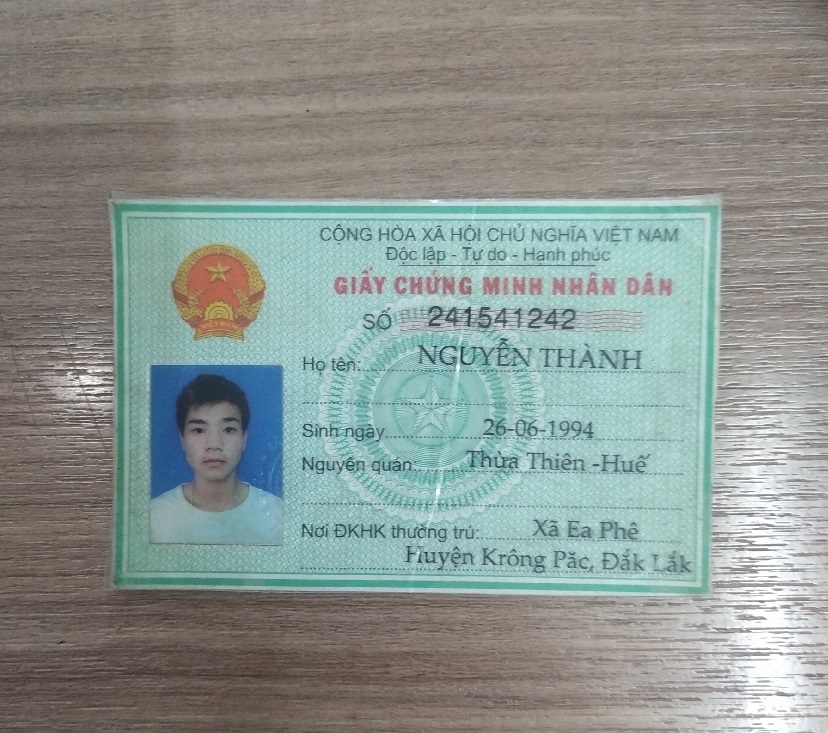 CỘNG HÒA XÃ HỘI CHỦ NGHĨA VIỆT NAM
Độc lập - Tự do - Hạnh phúc
GIẤY CHỨNG MINH NHÂN DÂN
SỐ 241541242
Họ tên: NGUYỄN THÀNH
Sinh ngày 26-06-1994
Nguyên quán: Thừa Thiên -Huế
Nơi ĐKHK thường trú: Xã Ea Phê
Huyện Krông Păc, Đắk Lắk
VIỆT NAM